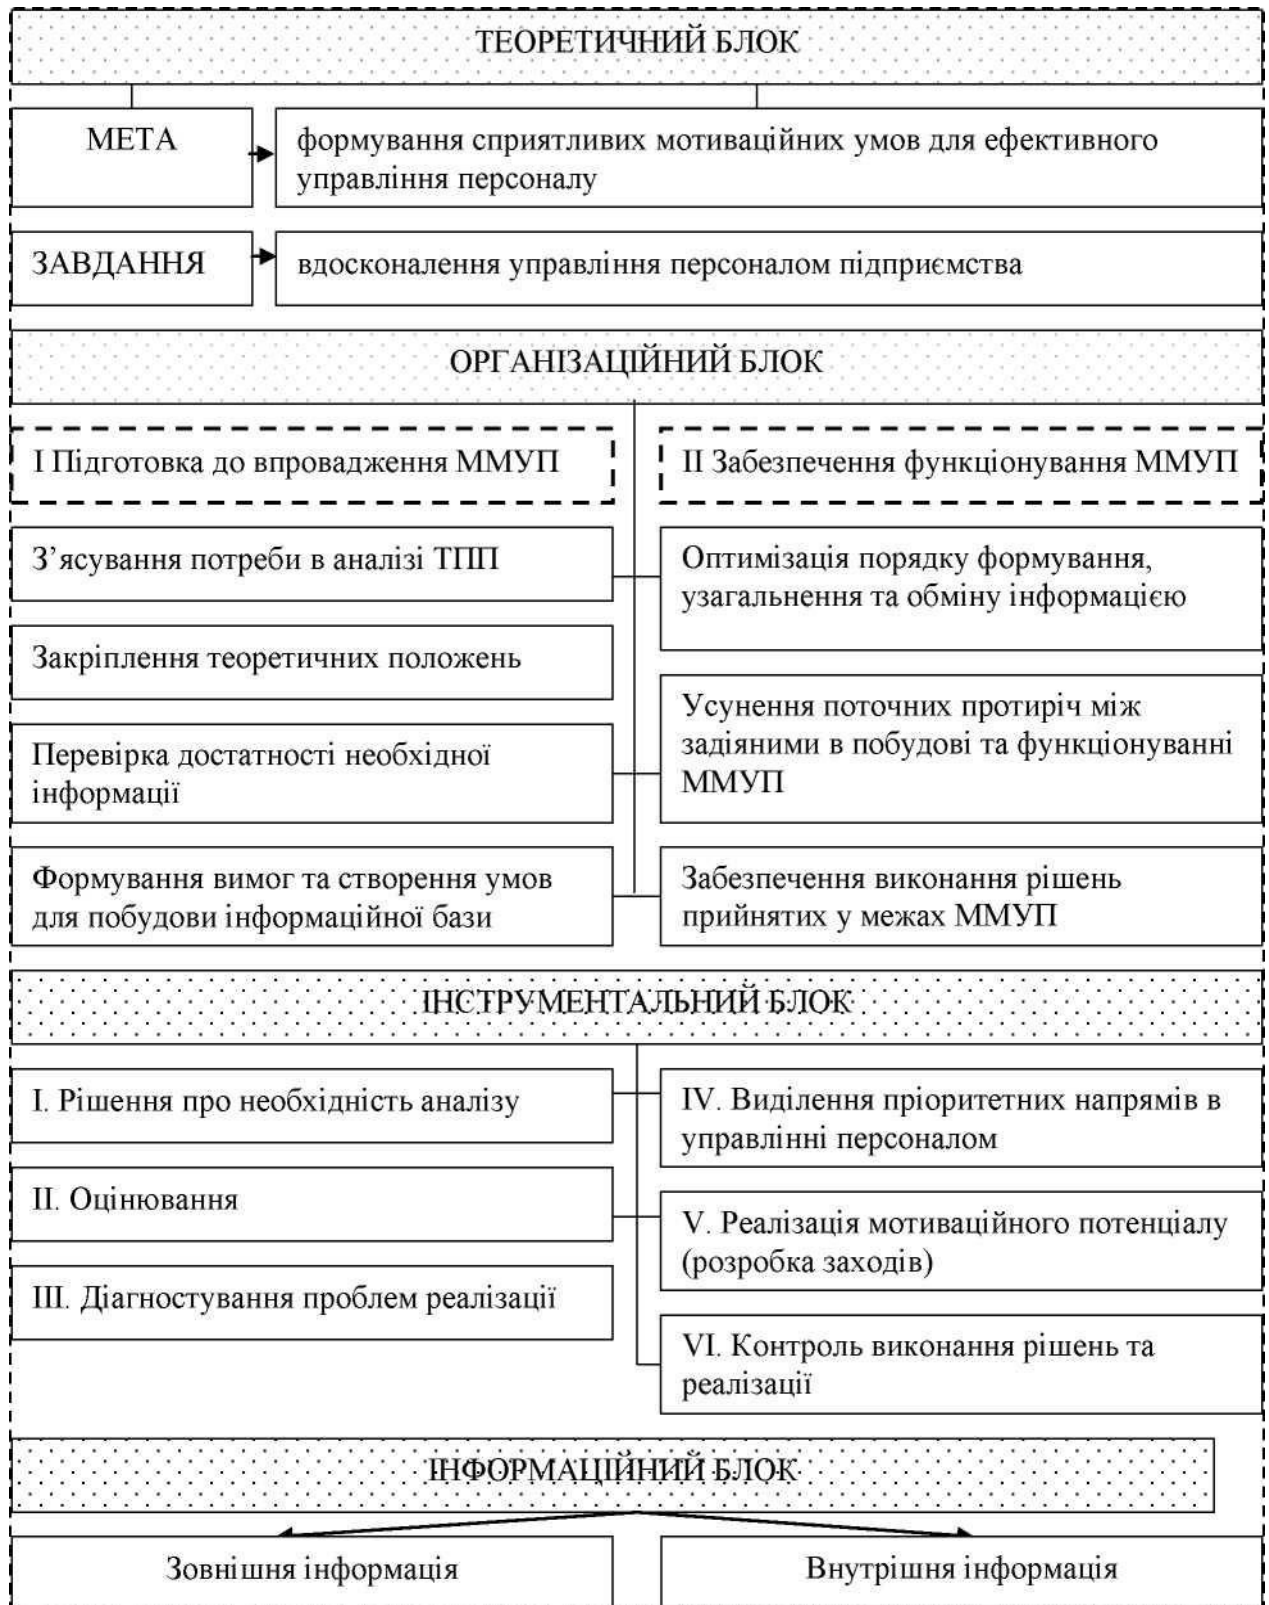 ТЕОРЕТИЧНИЙ БЛОК
МЕТА
формування сприятливих мотиваційних умов для ефективного
управління персоналу
ЗАВДАННЯ
вдосконалення управління персоналом підприємства
ОРГАНІЗАЦІЙНИЙ БЛОК
І Підготовка до впровадження ММУП
З’ясування потреби в аналізі ТПП
Закріплення теоретичних положень
Перевірка достатності необхідної
інформації
Формування вимог та створення умов
для побудови інформаційної бази
ІІ Забезпечення функціонування ММУП
Оптимізація порядку формування,
узагальнення та обміну інформацією
Усунення поточних протиріч між
задіяними в побудові та функціонуванні
ММУП
Забезпечення виконання рішень
прийнятих у межах ММУП
ІНСТРУМЕНТАЛЬНИЙ БЛОК
І. Рішення про необхідність аналізу
ІІ. Оцінювання
ІІІ. Діагностування проблем реалізації
IV. Виділення пріоритетних напрямів в
управлінні персоналом
V. Реалізація мотиваційного потенціалу
(розробка заходів)
VI. Контроль виконання рішень та
реалізації
ІНФОРМАЦІЙНИЙ БЛОК
Зовнішня інформація
Внутрішня інформація